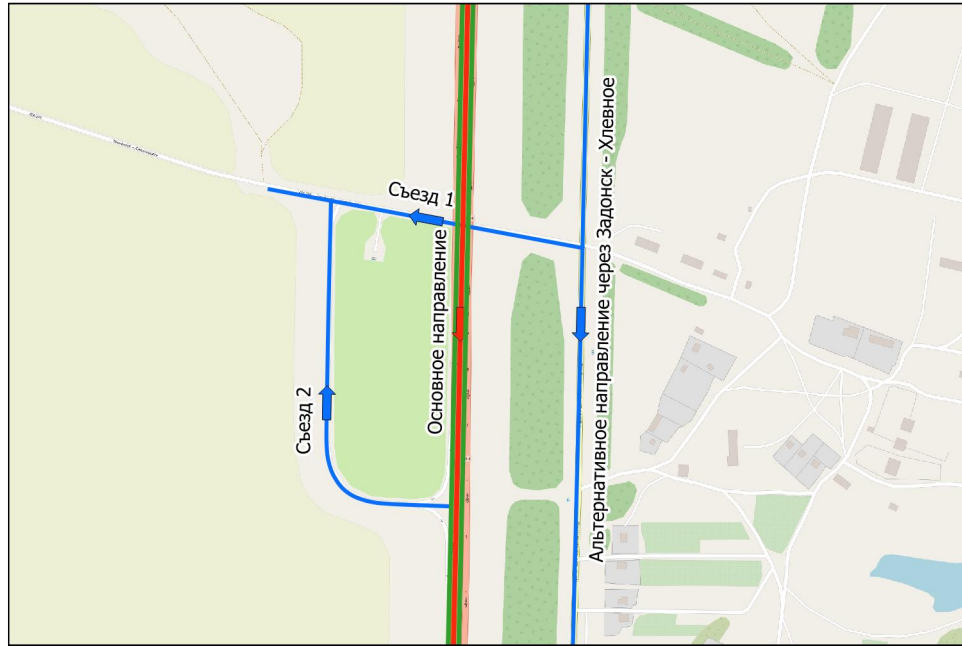 Съезд 1
Основное направление
Альтернативное направление через Задонск - Хлевное
Съезд 2